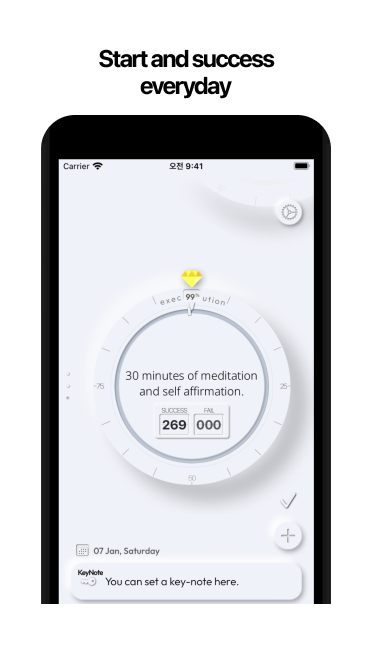 Start and success
everyday
Carrier 오전 9:41
execution
99%
30 minutes of meditation
and self affirmation.
SUCCESS FAIL
269 000
75
25
50
07 Jan, Saturday
KeyNote
You can set a key-note here.